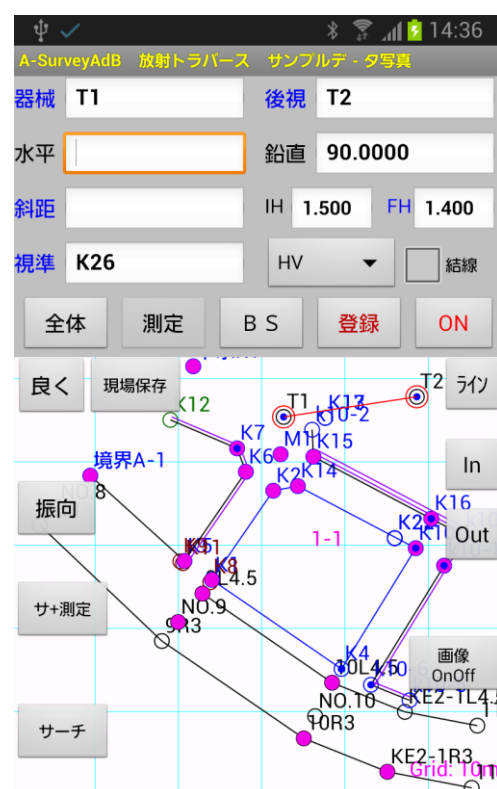 14:36
A-SurveyAdB 放射トラバース サンプルデ - タ写真
器械 T1 後視 T2
水平 鉛直 90.0000
斜距 IH 1.500 FH 1.400
視準 K26 HV 結線
全体 測定 B S 登録 ON
良く 現場保存 T2 ライン
K12 T1
K7 M1 K15
境界A-1 K6 In
K2 K14
振向 K16
1-1 Out
K8 L4.5
サ+測定 NO.9
9R3
K4 画像
OnOff
10L4.5
NO.10 KE2-1L4.
サーチ 10R3
KE2-1R3
Grid: 10m